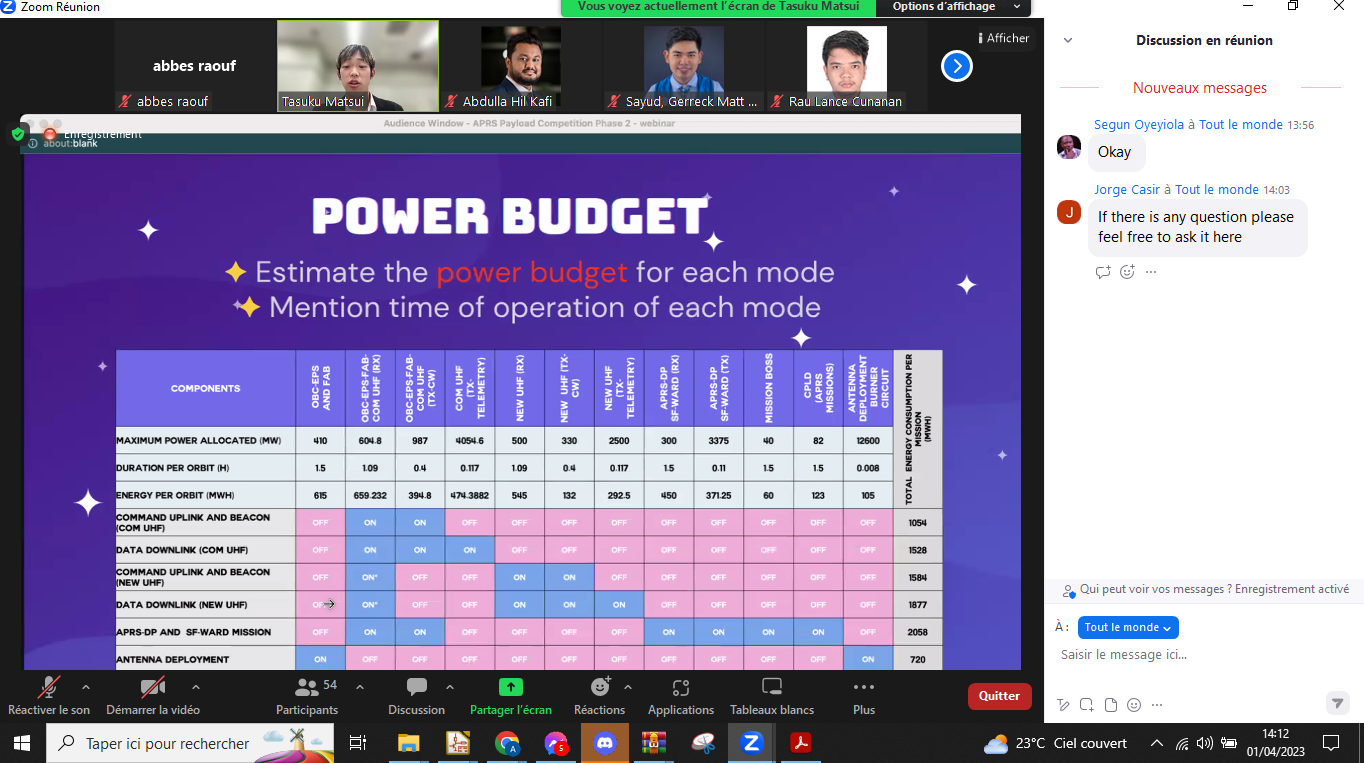 Zoom Réunion
Vous voyez actuellement l'écran de Tasuku Matsui
Options d'affichage
Afficher
abbes raouf
abbes raouf
Tasuku Matsui
Abdulla Hil Kafi
Sayud, Gerreck Matt ...
Rau Lance Cunanan
Audience Window - APRS Payload Competition Phase 2 - webinar
Enregistrement
about:blank
POWER BUDGET
Estimate the power budget for each mode
Mention time of operation of each mode
COMPONENTS
OBC-EPS AND FAB
OBC-EPS-FAB-COM UHF (RX)
OBC-EPS-FAB-COM UHF (TX-CW)
COM UHF (TX-TELEMETRY)
NEW UHF (RX)
NEW UHF (TX-CW)
NEW UHF (TX-TELEMETRY)
APRS-DP SF-WARD (RX)
APRS-DP SF-WARD (TX)
MISSION BOSS
CPLD (APRS MISSIONS)
ANTENNA DEPLOYMENT BURNER CIRCUIT
TOTAL ENERGY CONSUMPTION PER MISSION (MWH)
MAXIMUM POWER ALLOCATED (MW) 410 604.8 987 4054.6 500 330 2500 300 3375 40 82 12600
DURATION PER ORBIT (H) 1.5 1.09 0.4 0.117 1.09 0.4 0.117 1.5 0.11 1.5 1.5 0.008
ENERGY PER ORBIT (MWH) 615 659.232 394.8 474.3882 545 132 292.5 450 371.25 60 123 105
COMMAND UPLINK AND BEACON (COM UHF) OFF ON ON OFF OFF OFF OFF OFF OFF OFF OFF OFF 1054
DATA DOWNLINK (COM UHF) OFF ON ON ON OFF OFF OFF OFF OFF OFF OFF OFF 1528
COMMAND UPLINK AND BEACON (NEW UHF) OFF ON* OFF OFF ON ON OFF OFF OFF OFF OFF OFF 1584
DATA DOWNLINK (NEW UHF) OFF ON* OFF OFF ON ON ON OFF OFF OFF OFF OFF 1877
APRS-DP AND SF-WARD MISSION OFF ON ON OFF OFF OFF OFF ON ON ON ON OFF 2058
ANTENNA DEPLOYMENT ON OFF OFF OFF OFF OFF OFF OFF OFF OFF OFF ON 720
Discussion en réunion
Nouveaux messages
Segun Oyeyiola à Tout le monde 13:56
Okay
Jorge Casir à Tout le monde 14:03
J
If there is any question please
feel free to ask it here
Qui peut voir vos messages ? Enregistrement activé
À :
Tout le monde
Saisir le message ici...
Réactiver le son
Démarrer la vidéo
Participants
54
Discussion
Partager l'écran
Réactions
Applications
Tableaux blancs
Plus
Quitter
Taper ici pour rechercher
23°C Ciel couvert
14:12
01/04/2023